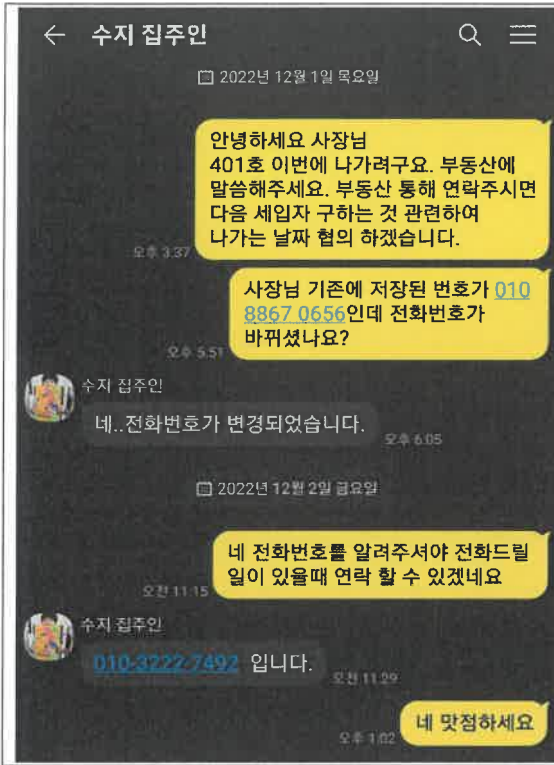 수지 집주인
2022년 12월 1일 목요일
안녕하세요 사장님
401호 이번에 나가려구요. 부동산에
말씀해주세요. 부동산 통해 연락주시면
다음 세입자 구하는 것 관련하여
나가는 날짜 협의 하겠습니다.
오후 3:37
사장님 기존에 저장된 번호가 010
8867 0656인데 전화번호가
바뀌셨나요?
오후 5:51
수지 집주인
네..전화번호가 변경되었습니다.
오후 6:05
2022년 12월 2일 금요일
네 전화번호를 알려주셔야 전화드릴
일이 있을때 연락 할 수 있겠네요
오전 11:15
수지 집주인
010-3222-7492 입니다.
오전 11:29
네 맛점하세요
오후 1:02